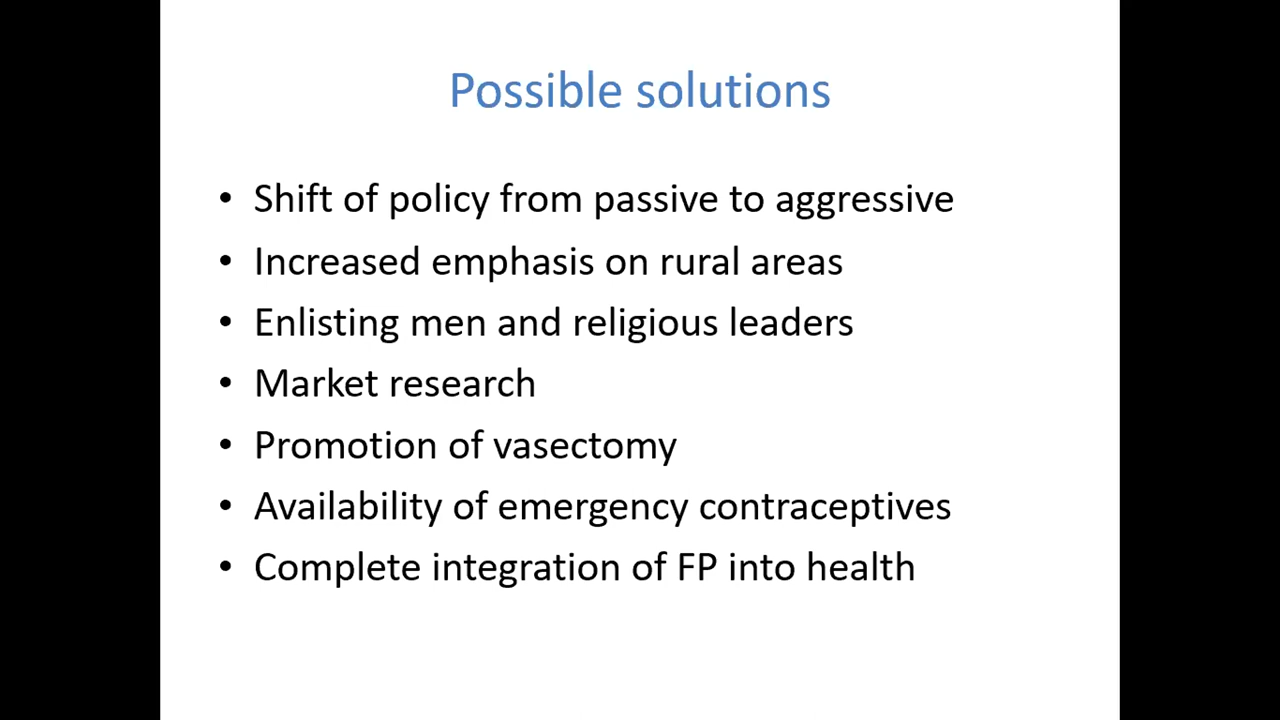 Possible solutions
• Shift of policy from passive to aggressive
• Increased emphasis on rural areas
• Enlisting men and religious leaders
• Market research
• Promotion of vasectomy
• Availability of emergency contraceptives
• Complete integration of FP into health